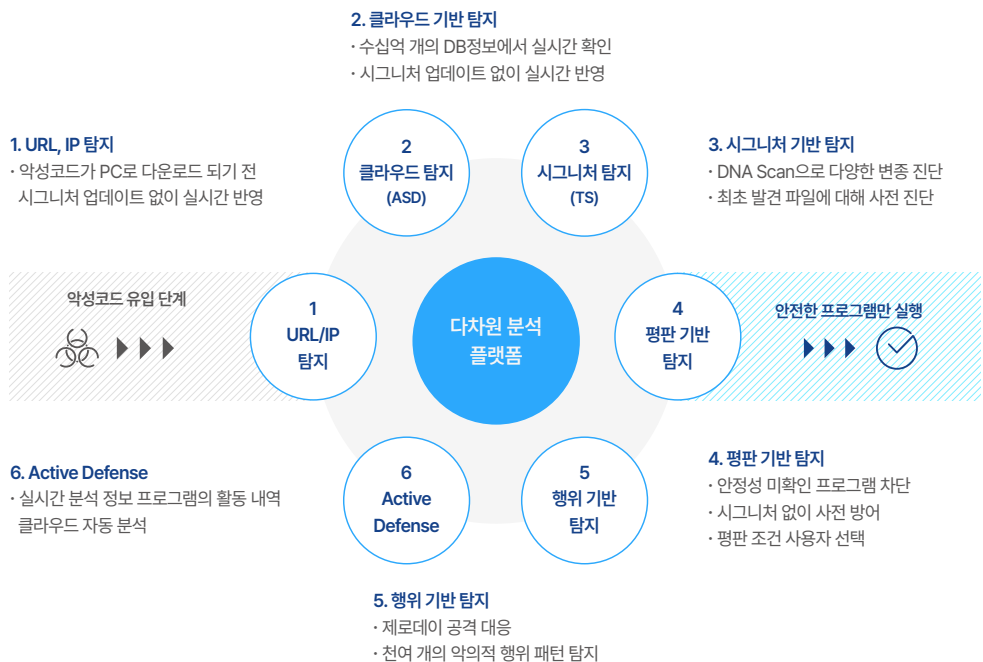 2. 클라우드 기반 탐지
· 수십억 개의 DB정보에서 실시간 확인
· 시그니처 업데이트 없이 실시간 반영
1. URL, IP 탐지
· 악성코드가 PC로 다운로드 되기 전
시그니처 업데이트 없이 실시간 반영
2
클라우드 탐지
(ASD)
3
시그니처 탐지
(TS)
3. 시그니처 기반 탐지
· DNA Scan으로 다양한 변종 진단
· 최초 발견 파일에 대해 사전 진단
악성코드 유입 단계
1
URL/IP
탐지
다차원 분석
플랫폼
4
평판 기반
탐지
안전한 프로그램만 실행
6. Active Defense
· 실시간 분석 정보 프로그램의 활동 내역
클라우드 자동 분석
6
Active
Defense
5
행위 기반
탐지
4. 평판 기반 탐지
· 안정성 미확인 프로그램 차단
· 시그니처 없이 사전 방어
· 평판 조건 사용자 선택
5. 행위 기반 탐지
· 제로데이 공격 대응
· 천여 개의 악의적 행위 패턴 탐지